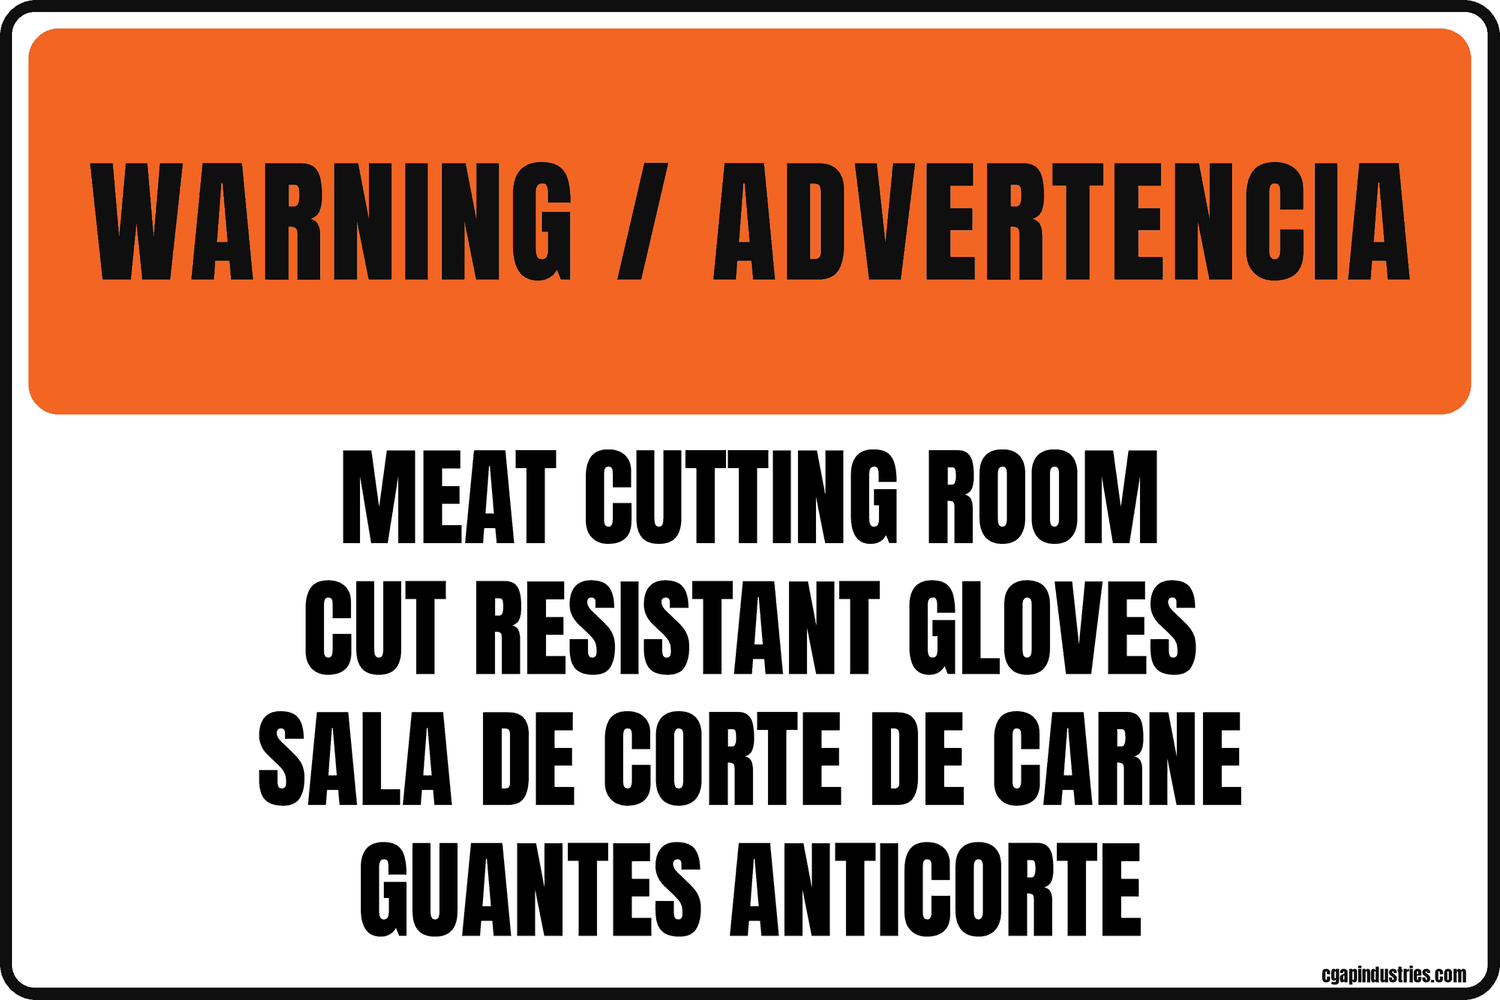 WARNING / ADVERTENCIA
MEAT CUTTING ROOM
CUT RESISTANT GLOVES
SALA DE CORTE DE CARNE
GUANTES ANTICORTE
cgapindustries.com